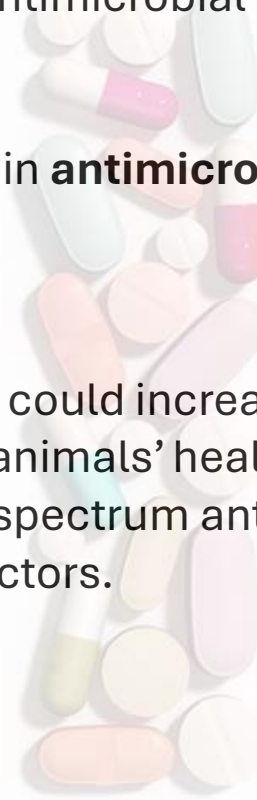 ntimicrobial
in antimicro
could increa
animals' heal
spectrum ant
ctors.